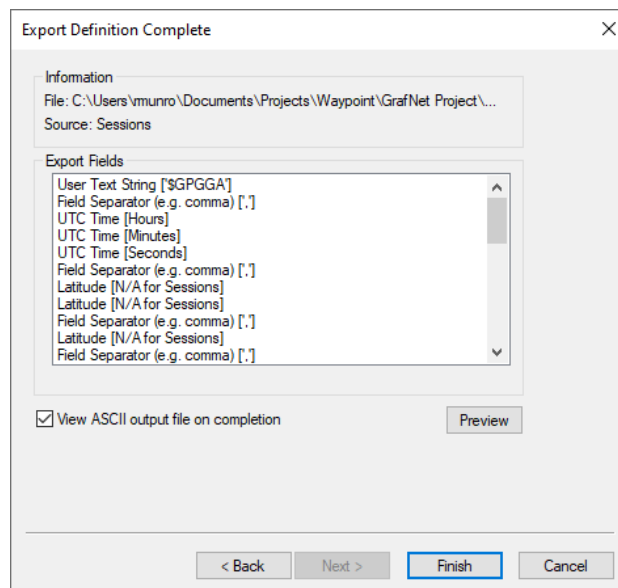 Export Definition Complete
Information
File: C:\Users\rmunro\Documents\Projects\Waypoint\GrafNet Project\...
Source: Sessions
Export Fields
User Text String ['$GPGGA']
Field Separator (e.g. comma) [',']
UTC Time [Hours]
UTC Time [Minutes]
UTC Time [Seconds]
Field Separator (e.g. comma) [',']
Latitude [N/A for Sessions]
Latitude [N/A for Sessions]
Field Separator (e.g. comma) [',']
Latitude [N/A for Sessions]
Field Separator (e.g. comma) [',']
View ASCII output file on completion
Preview
< Back
Next >
Finish
Cancel